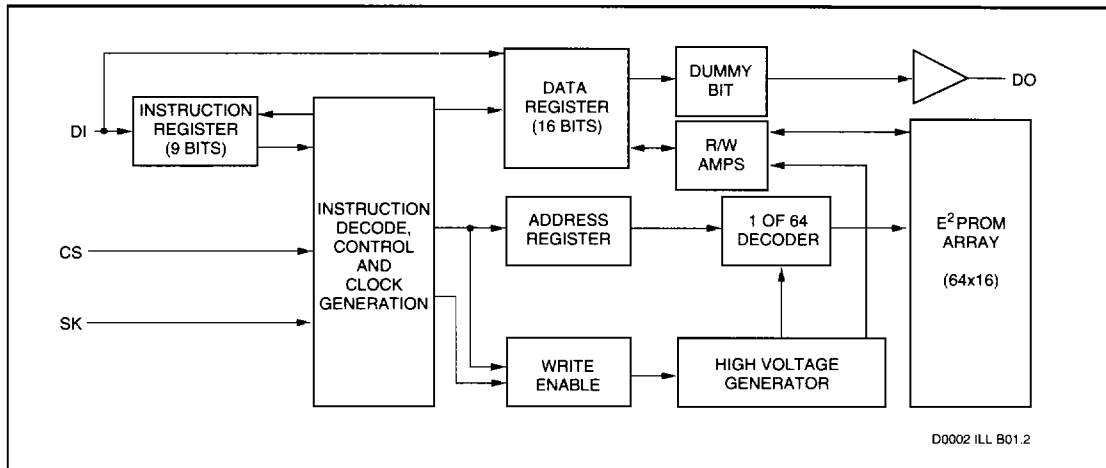 DI
INSTRUCTION
REGISTER
(9 BITS)
CS
SK
INSTRUCTION
DECODE,
CONTROL
AND
CLOCK
GENERATION
DATA
REGISTER
(16 BITS)
DUMMY
BIT
DO
R/W
AMPS
ADDRESS
REGISTER
1 OF 64
DECODER
WRITE
ENABLE
HIGH VOLTAGE
GENERATOR
E²PROM
ARRAY
(64x16)
D0002 ILL B01.2